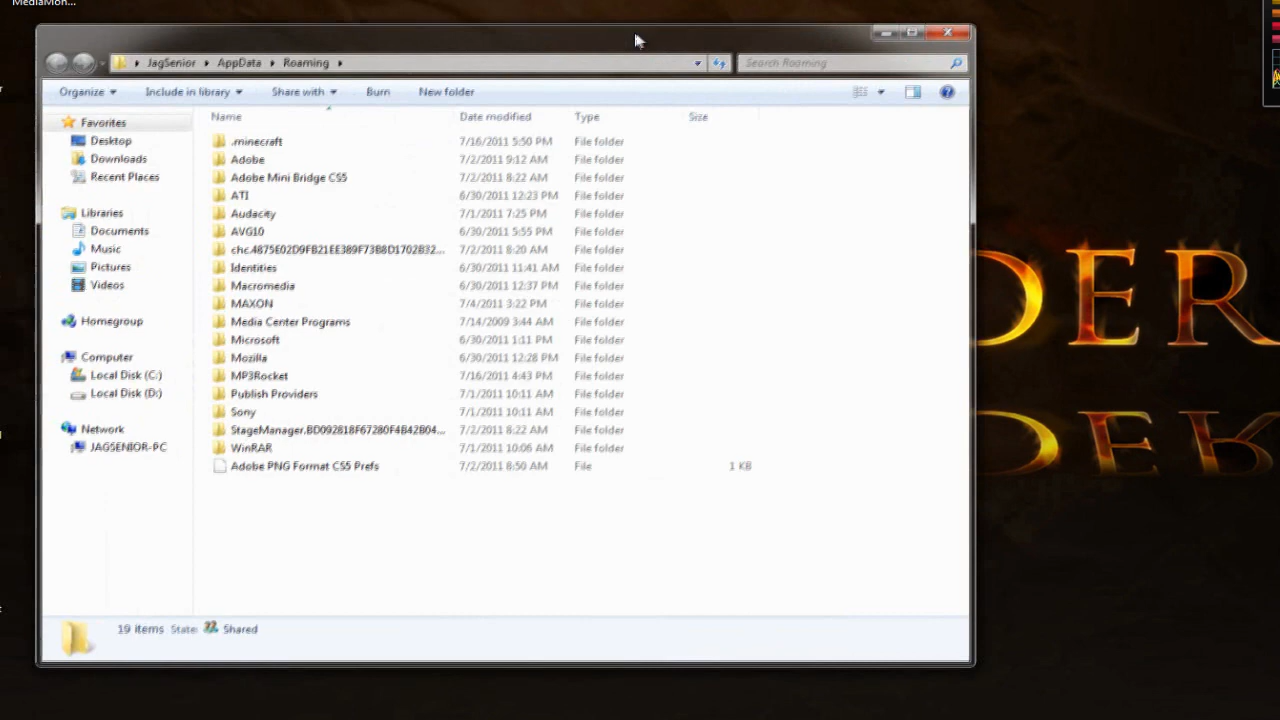 MediaMon...
JagSenior AppData Roaming Search Roaming
Organize Include in library Share with Burn New folder
Name Date modified Type Size
Favorites
Desktop
Downloads
Recent Places
Libraries
Documents
Music
Pictures
Videos
Homegroup
Computer
Local Disk (C:)
Local Disk (D:)
Network
JAGSENIOR-PC
.minecraft 7/16/2011 5:50 PM File folder
Adobe 7/2/2011 9:12 AM File folder
Adobe Mini Bridge CS5 7/2/2011 8:22 AM File folder
ATI 6/30/2011 12:23 PM File folder
Audacity 7/1/2011 7:25 PM File folder
AVG10 6/30/2011 5:55 PM File folder
chc.4875E02D9FB21EE389F73B8D1702B32... 7/2/2011 8:20 AM File folder
Identities 6/30/2011 11:41 AM File folder
Macromedia 6/30/2011 12:37 PM File folder
MAXON 7/4/2011 3:22 PM File folder
Media Center Programs 7/14/2009 3:44 AM File folder
Microsoft 6/30/2011 1:11 PM File folder
Mozilla 6/30/2011 12:28 PM File folder
MP3Rocket 7/16/2011 4:43 PM File folder
Publish Providers 7/1/2011 10:11 AM File folder
Sony 7/1/2011 10:11 AM File folder
StageManager.BD092818F67280F4B42B04... 7/2/2011 8:22 AM File folder
WinRAR 7/1/2011 10:06 AM File folder
Adobe PNG Format CS5 Prefs 7/2/2011 8:50 AM File 1 KB
19 items State: Shared
DER